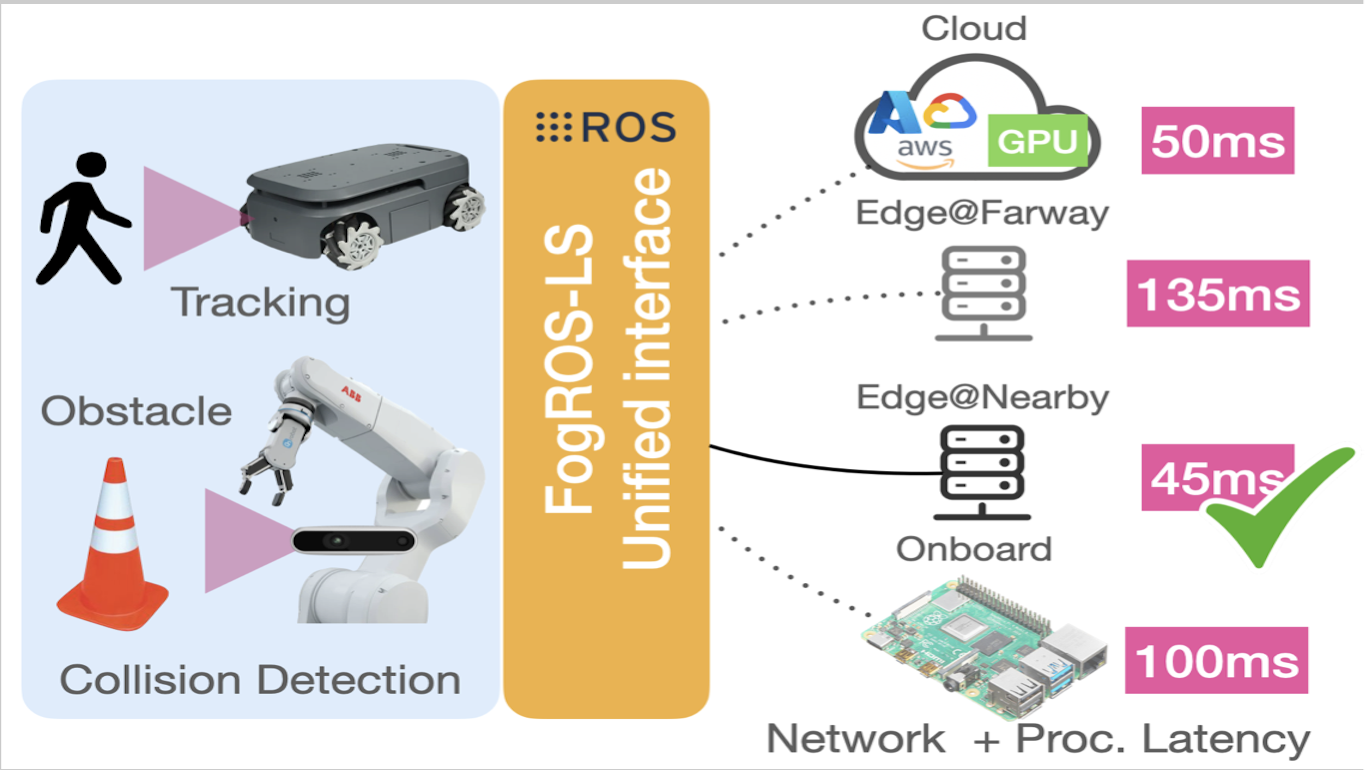 Tracking
Obstacle
ABB
Collision Detection
ROS
FogROS-LS
Unified interface
Cloud
aws
GPU
50ms
Edge@Farway
135ms
Edge@Nearby
45ms
Onboard
100ms
Network + Proc. Latency